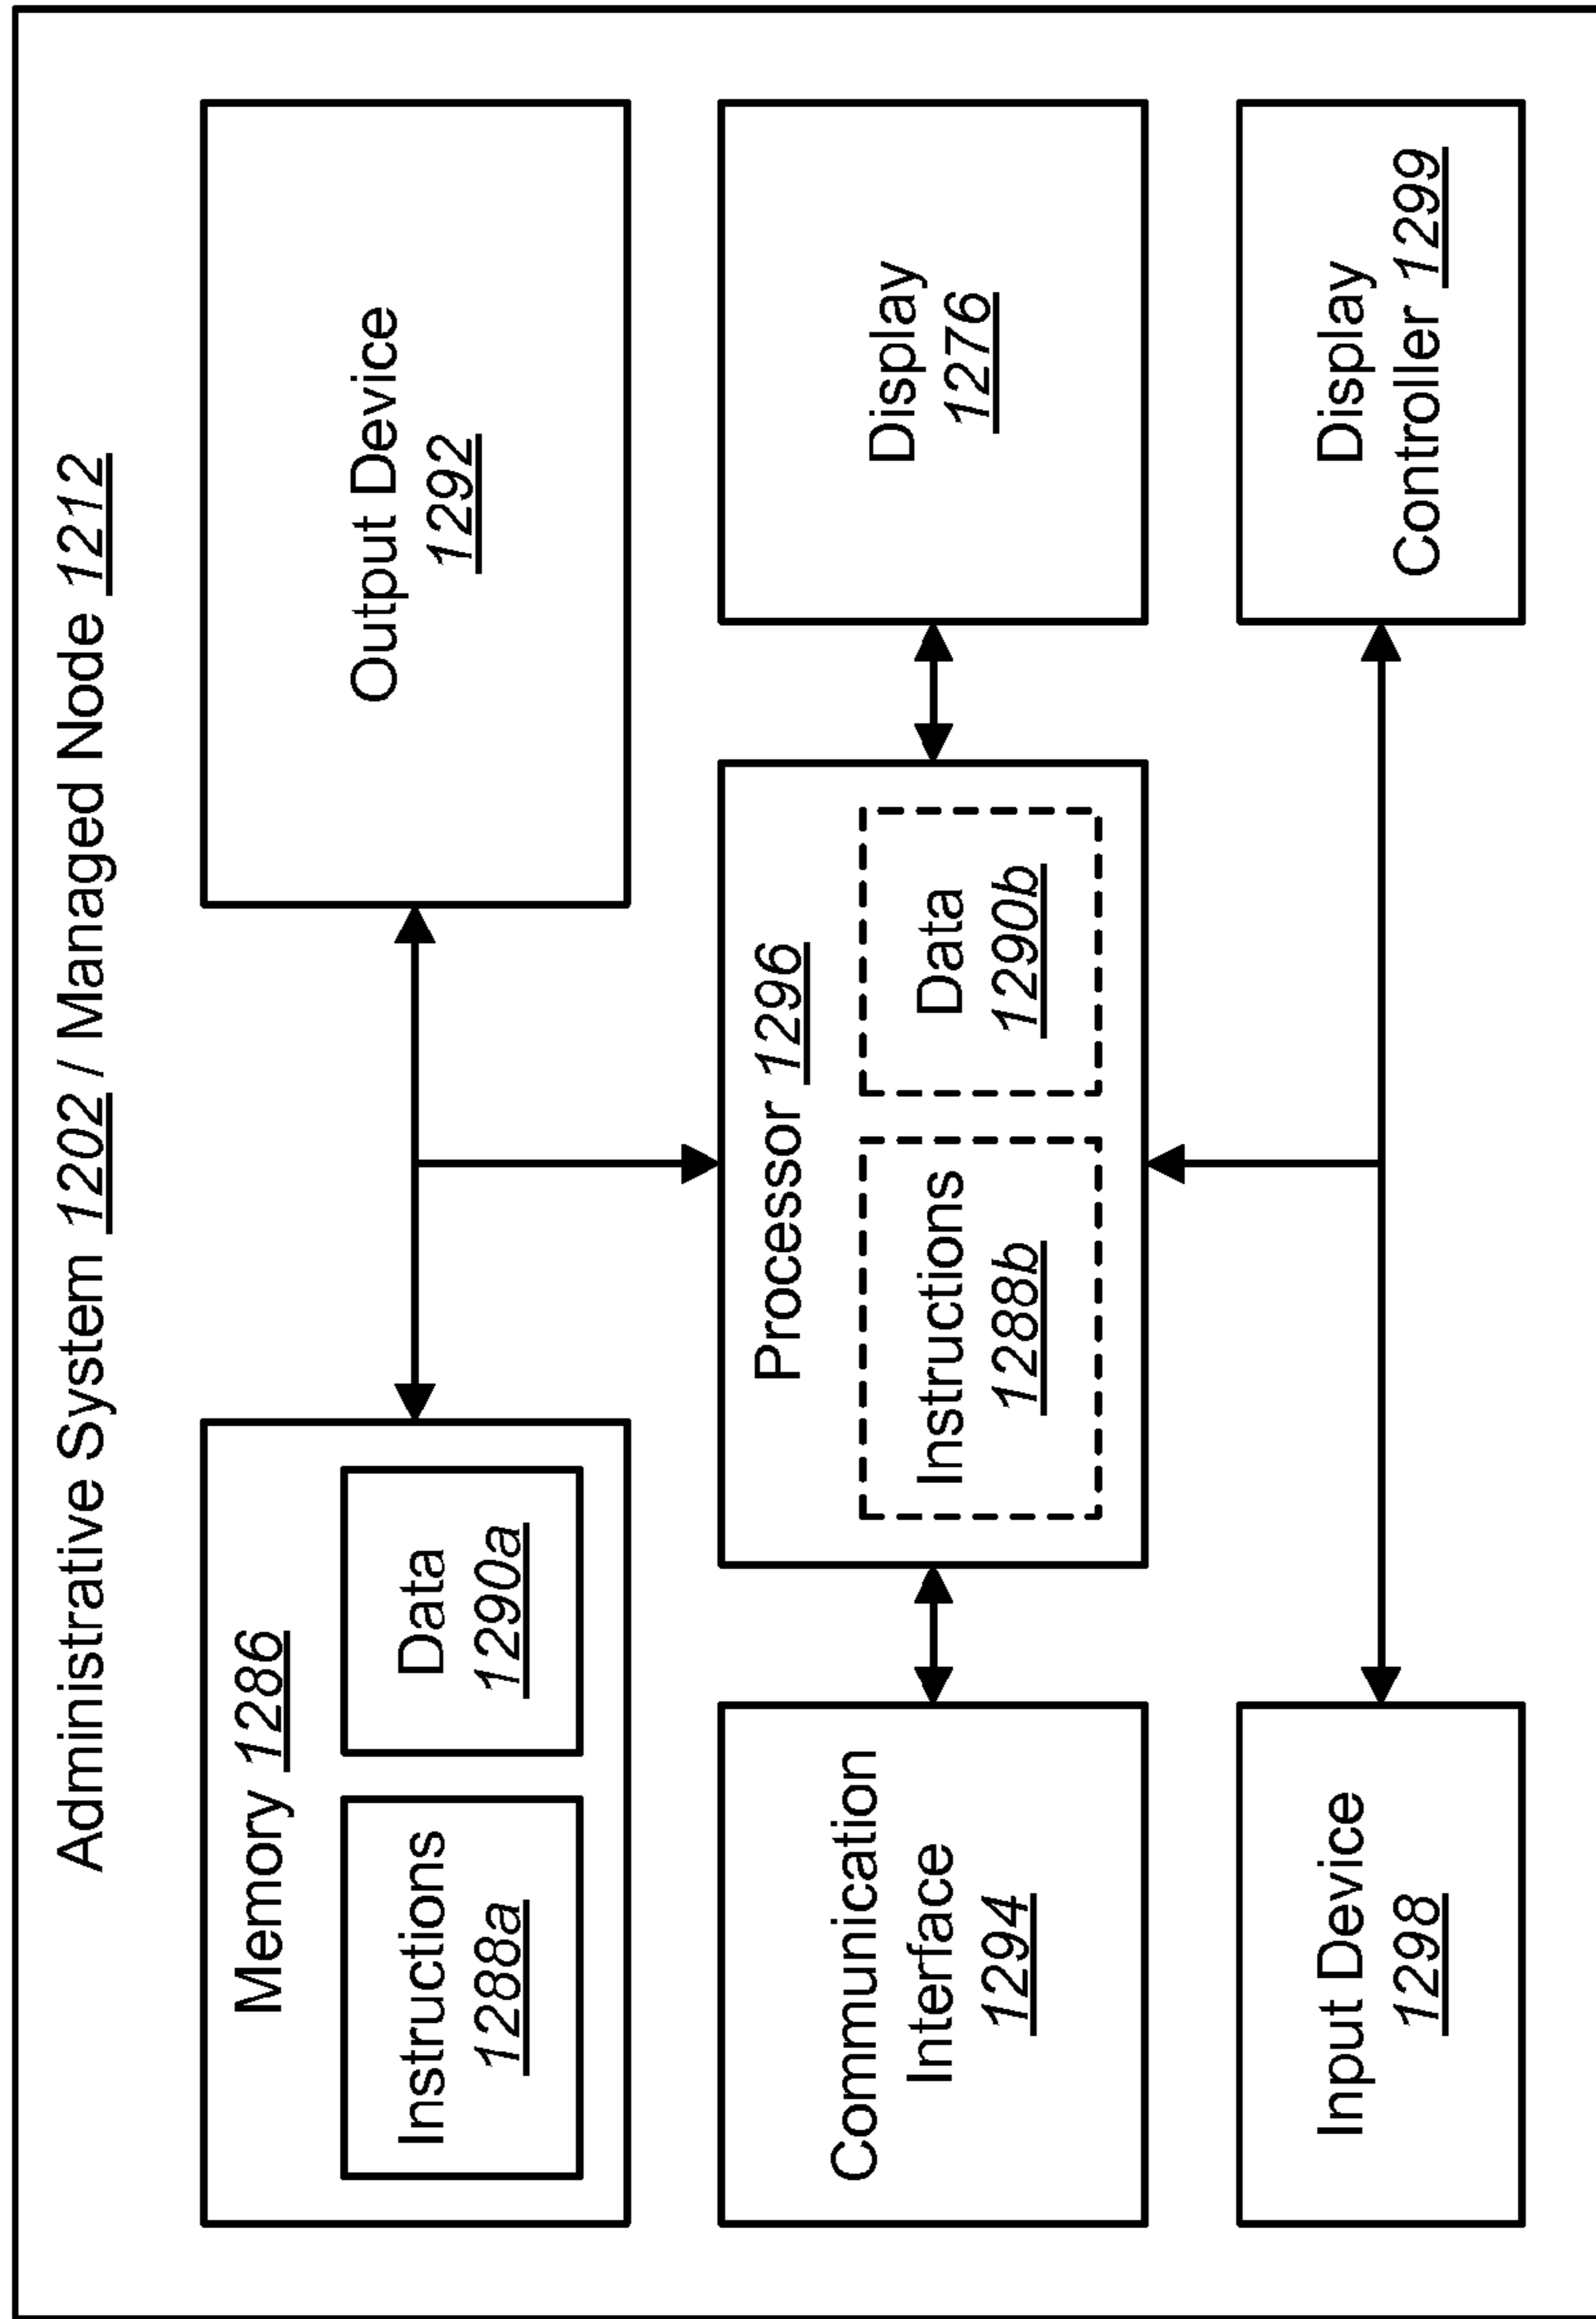 Administrative System 1202 / Managed Node 1212
Memory 1286
Instructions
1288a
Data
1290a
Output Device
1292
Communication
Interface
1294
Processor 1296
Instructions
1288b
Data
1290b
Display
1276
Input Device
1298
Display
Controller 1299